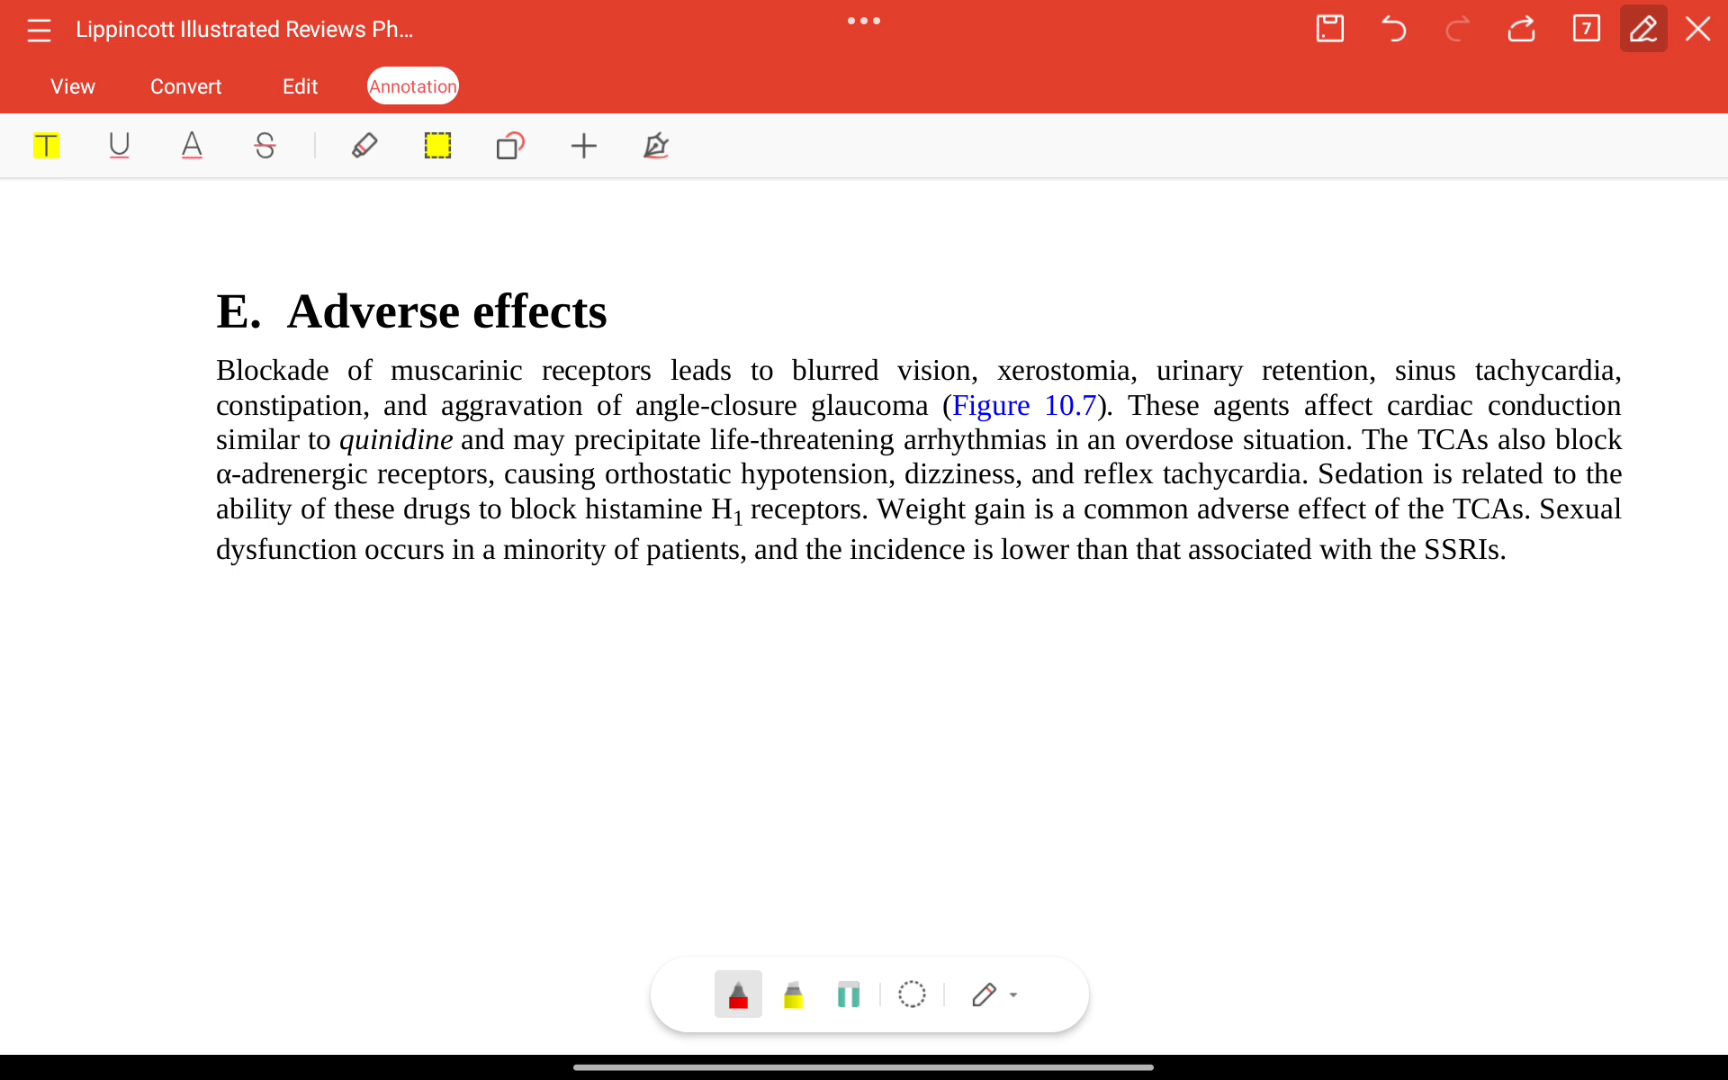 Lippincott Illustrated Reviews Ph...
7
View Convert Edit Annotation
T U A S
E. Adverse effects
Blockade of muscarinic receptors leads to blurred vision, xerostomia, urinary retention, sinus tachycardia,
constipation, and aggravation of angle-closure glaucoma (Figure 10.7). These agents affect cardiac conduction
similar to quinidine and may precipitate life-threatening arrhythmias in an overdose situation. The TCAs also block
α-adrenergic receptors, causing orthostatic hypotension, dizziness, and reflex tachycardia. Sedation is related to the
ability of these drugs to block histamine H₁ receptors. Weight gain is a common adverse effect of the TCAs. Sexual
dysfunction occurs in a minority of patients, and the incidence is lower than that associated with the SSRIs.